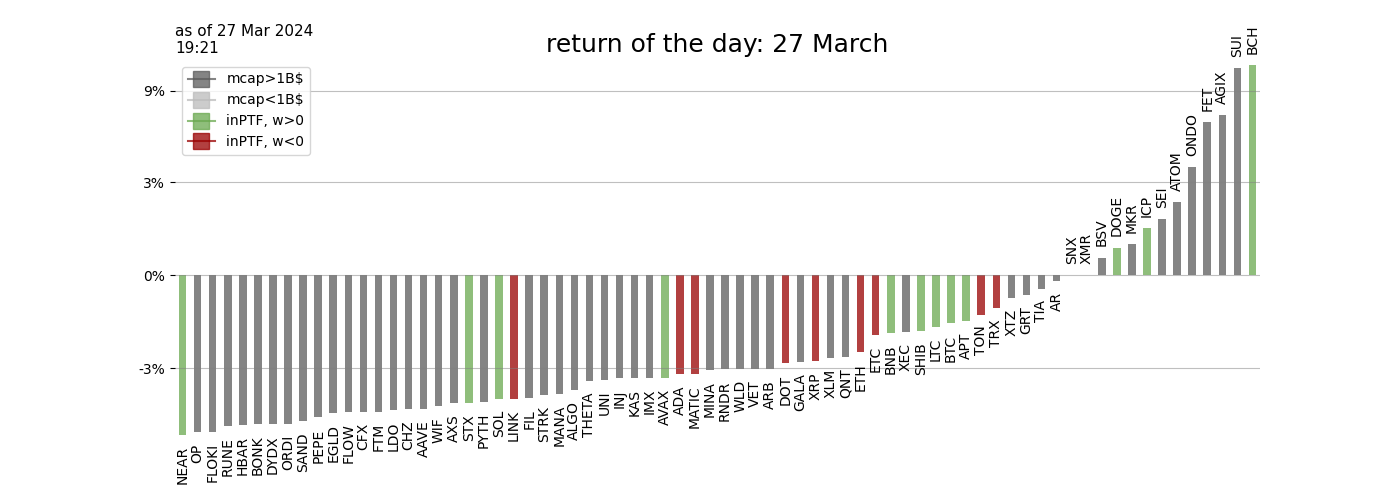 as of 27 Mar 2024
19:21
return of the day: 27 March
mcap>1B$
mcap<1B$
inPTF, w>0
inPTF, w<0
9%
3%
0%
-3%
NEAR
OP
FLOKI
RUNE
HBAR
BONK
DYDX
ORDI
SAND
PEPE
EGLD
FLOW
CFX
FTM
LDO
CHZ
AAVE
WIF
AXS
STX
PYTH
SOL
LINK
FIL
STRK
MANA
ALGO
THETA
UNI
INJ
KAS
IMX
AVAX
ADA
MATIC
MINA
RNDR
WLD
VET
ARB
DOT
GALA
XRP
XLM
QNT
ETH
ETC
BNB
XEC
SHIB
LTC
BTC
APT
TON
TRX
XTZ
GRT
TIA
AR
SNX
XMR
BSV
DOGE
MKR
ICP
SEI
ATOM
ONDO
FET
AGIX
SUI
BCH